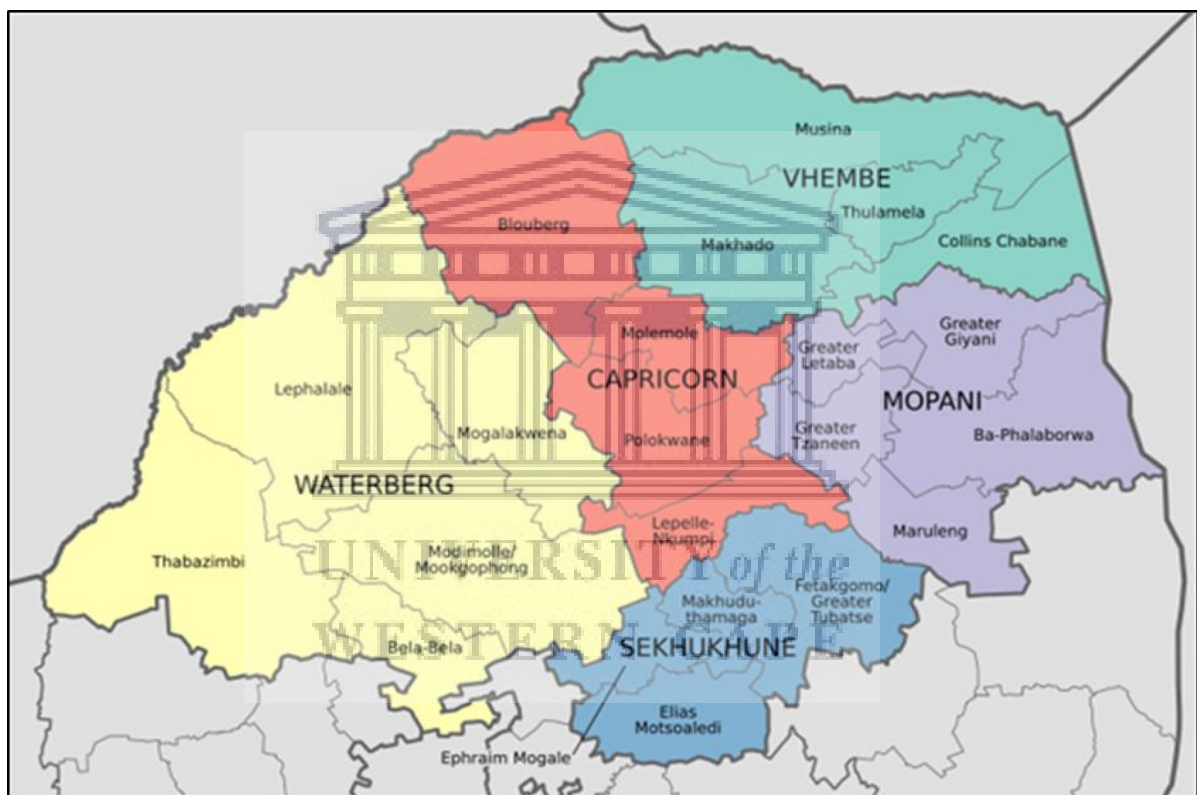 Musina
VHEMBE
Thulamela
Blouberg
Makhado
Collins Chabane
Molemole
Greater
Giyani
Greater
Letaba
CAPRICORN
Lephalale
MOPANI
Mogalakwena
Polokwane
Greater
Tzaneen
Ba-Phalaborwa
WATERBERG
Lepelle-
Nkumpi
Maruleng
Thabazimbi
Modimolle/
Mookgophong
UNIVERSITY of the
Fetakgomo/
Greater
Tubatse
Makhudu-
thamaga
WESTERN CAPE
SEKHUKHUNE
Bela-Bela
Elias
Motsoaledi
Ephraim Mogale